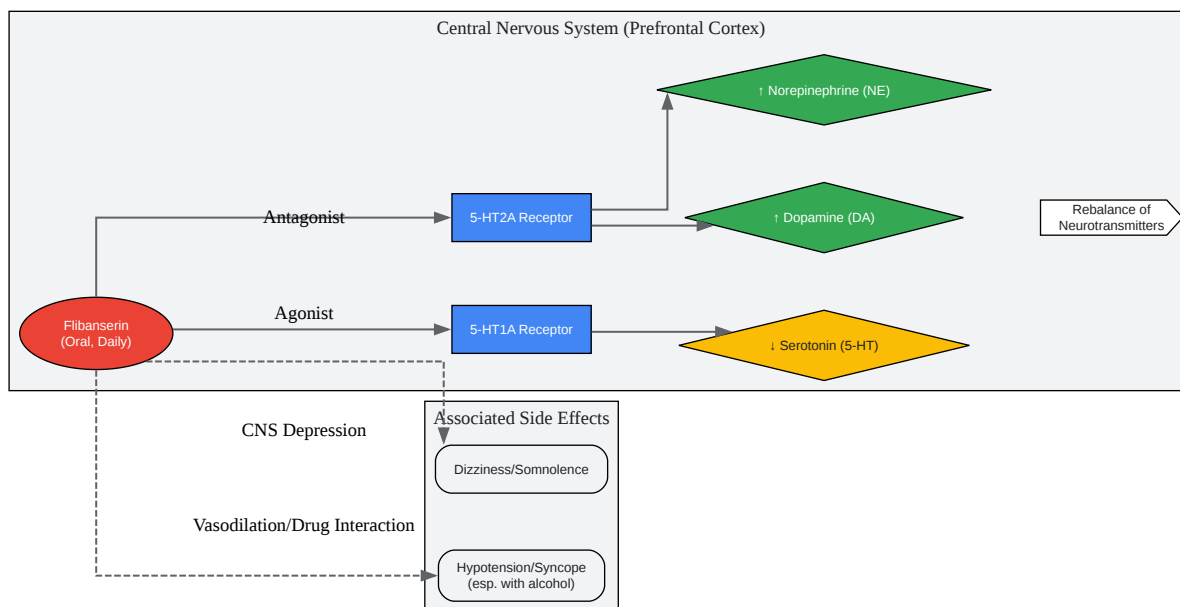 Central Nervous System (Prefrontal Cortex)
↑ Norepinephrine (NE)
Antagonist
5-HT2A Receptor
↑ Dopamine (DA)
Rebalance of
Neurotransmitters
Flibanserin
(Oral, Daily)
Agonist
5-HT1A Receptor
↓ Serotonin (5-HT)
Associated Side Effects
CNS Depression
Dizziness/Somnolence
Vasodilation/Drug Interaction
Hypotension/Syncope
(esp. with alcohol)